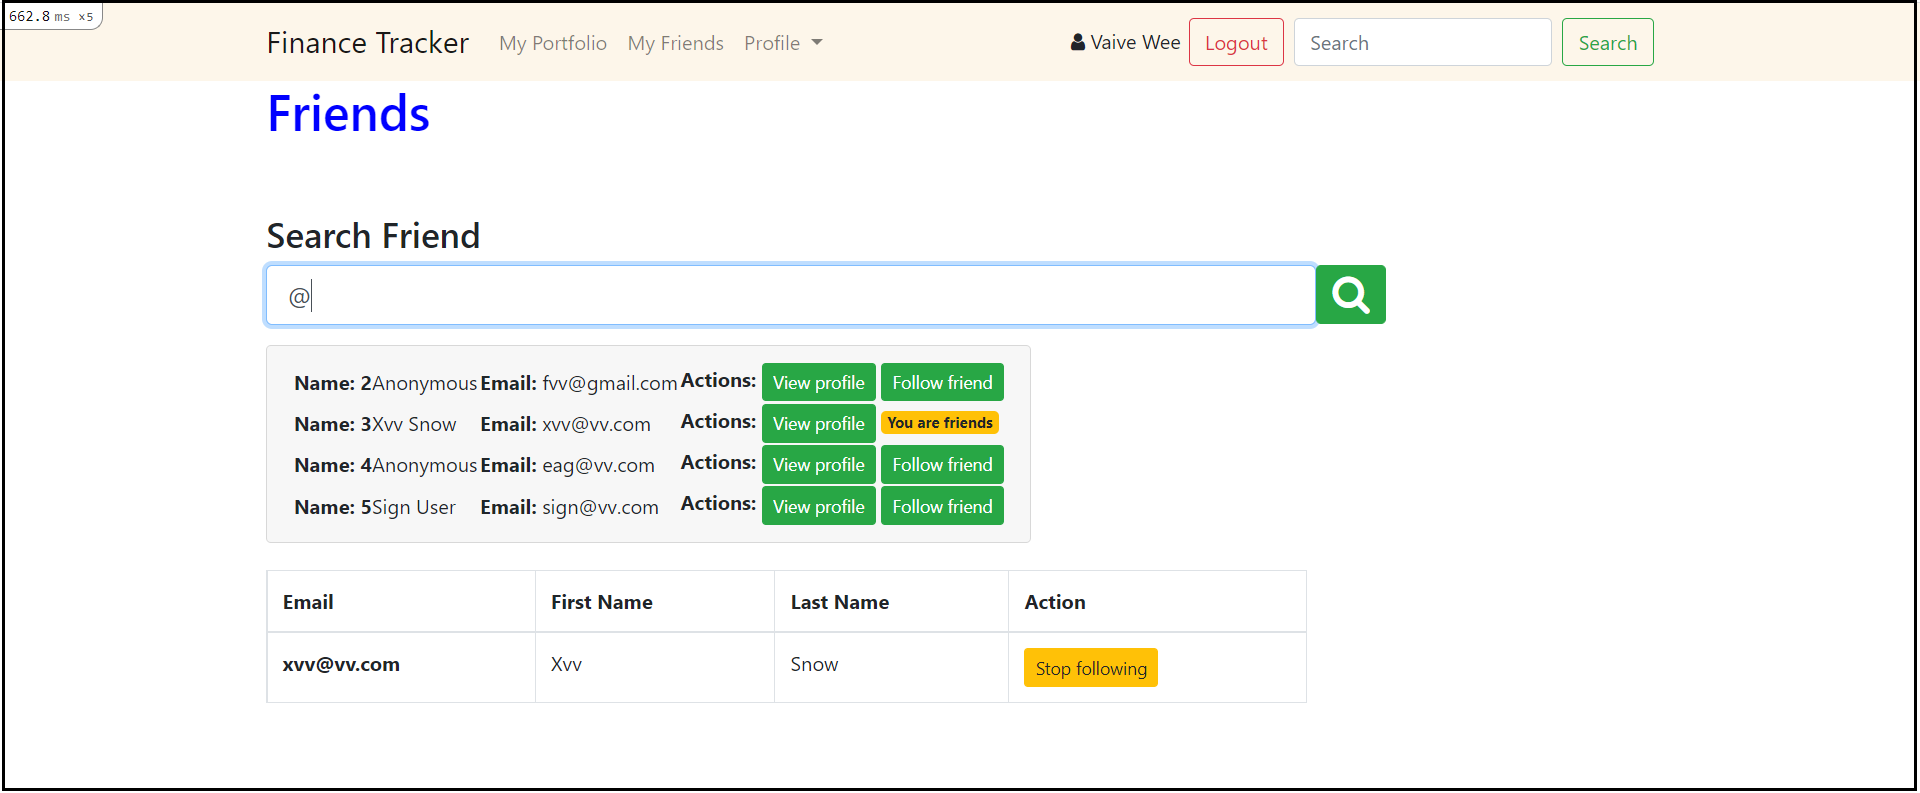 662.8 ms x5
Finance Tracker My Portfolio My Friends Profile Vaive Wee Logout Search Search
Friends
Search Friend
@
Name: 2Anonymous Email: fvv@gmail.com Actions: View profile Follow friend
Name: 3Xvv Snow Email: xvv@vv.com Actions: View profile You are friends
Name: 4Anonymous Email: eag@vv.com Actions: View profile Follow friend
Name: 5Sign User Email: sign@vv.com Actions: View profile Follow friend
Email First Name Last Name Action
xvv@vv.com Xvv Snow Stop following